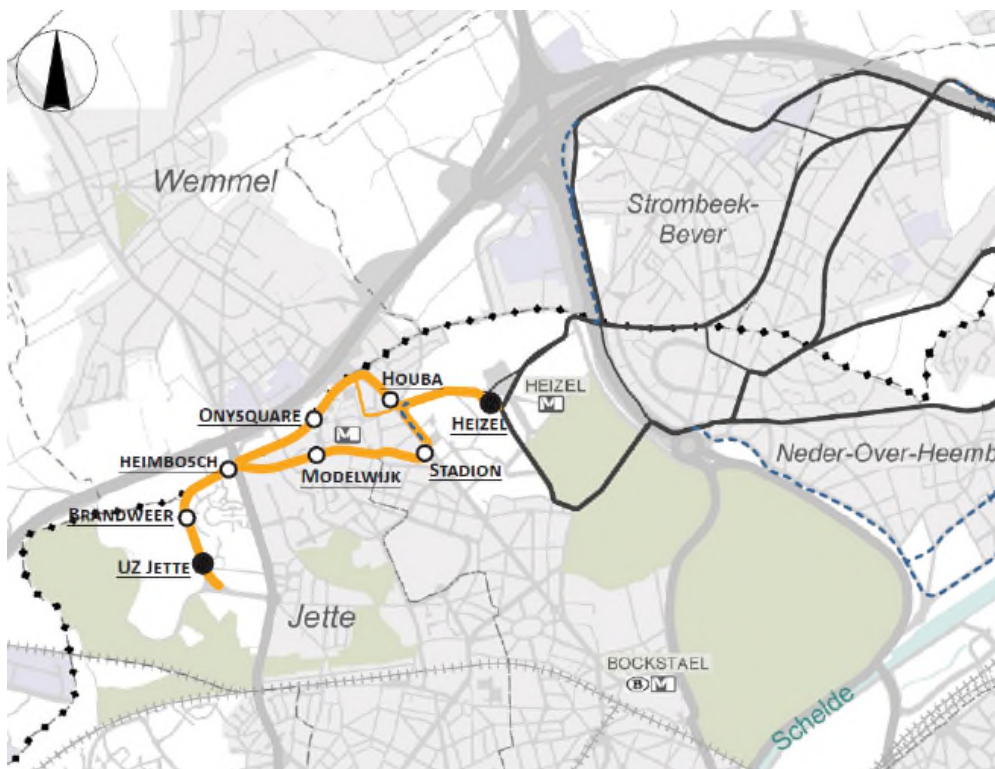 Wemmel
Strombeek-
Bever
HOUBA
HEIZEL
M
ONYSQUARE
HEIZEL
M
HEIMBOSCH
MODELWIJK
STADION
Neder-Over-Heemb
BRANDWEER
UZ JETTE
Jette
BOCKSTAEL
B M
Schelde